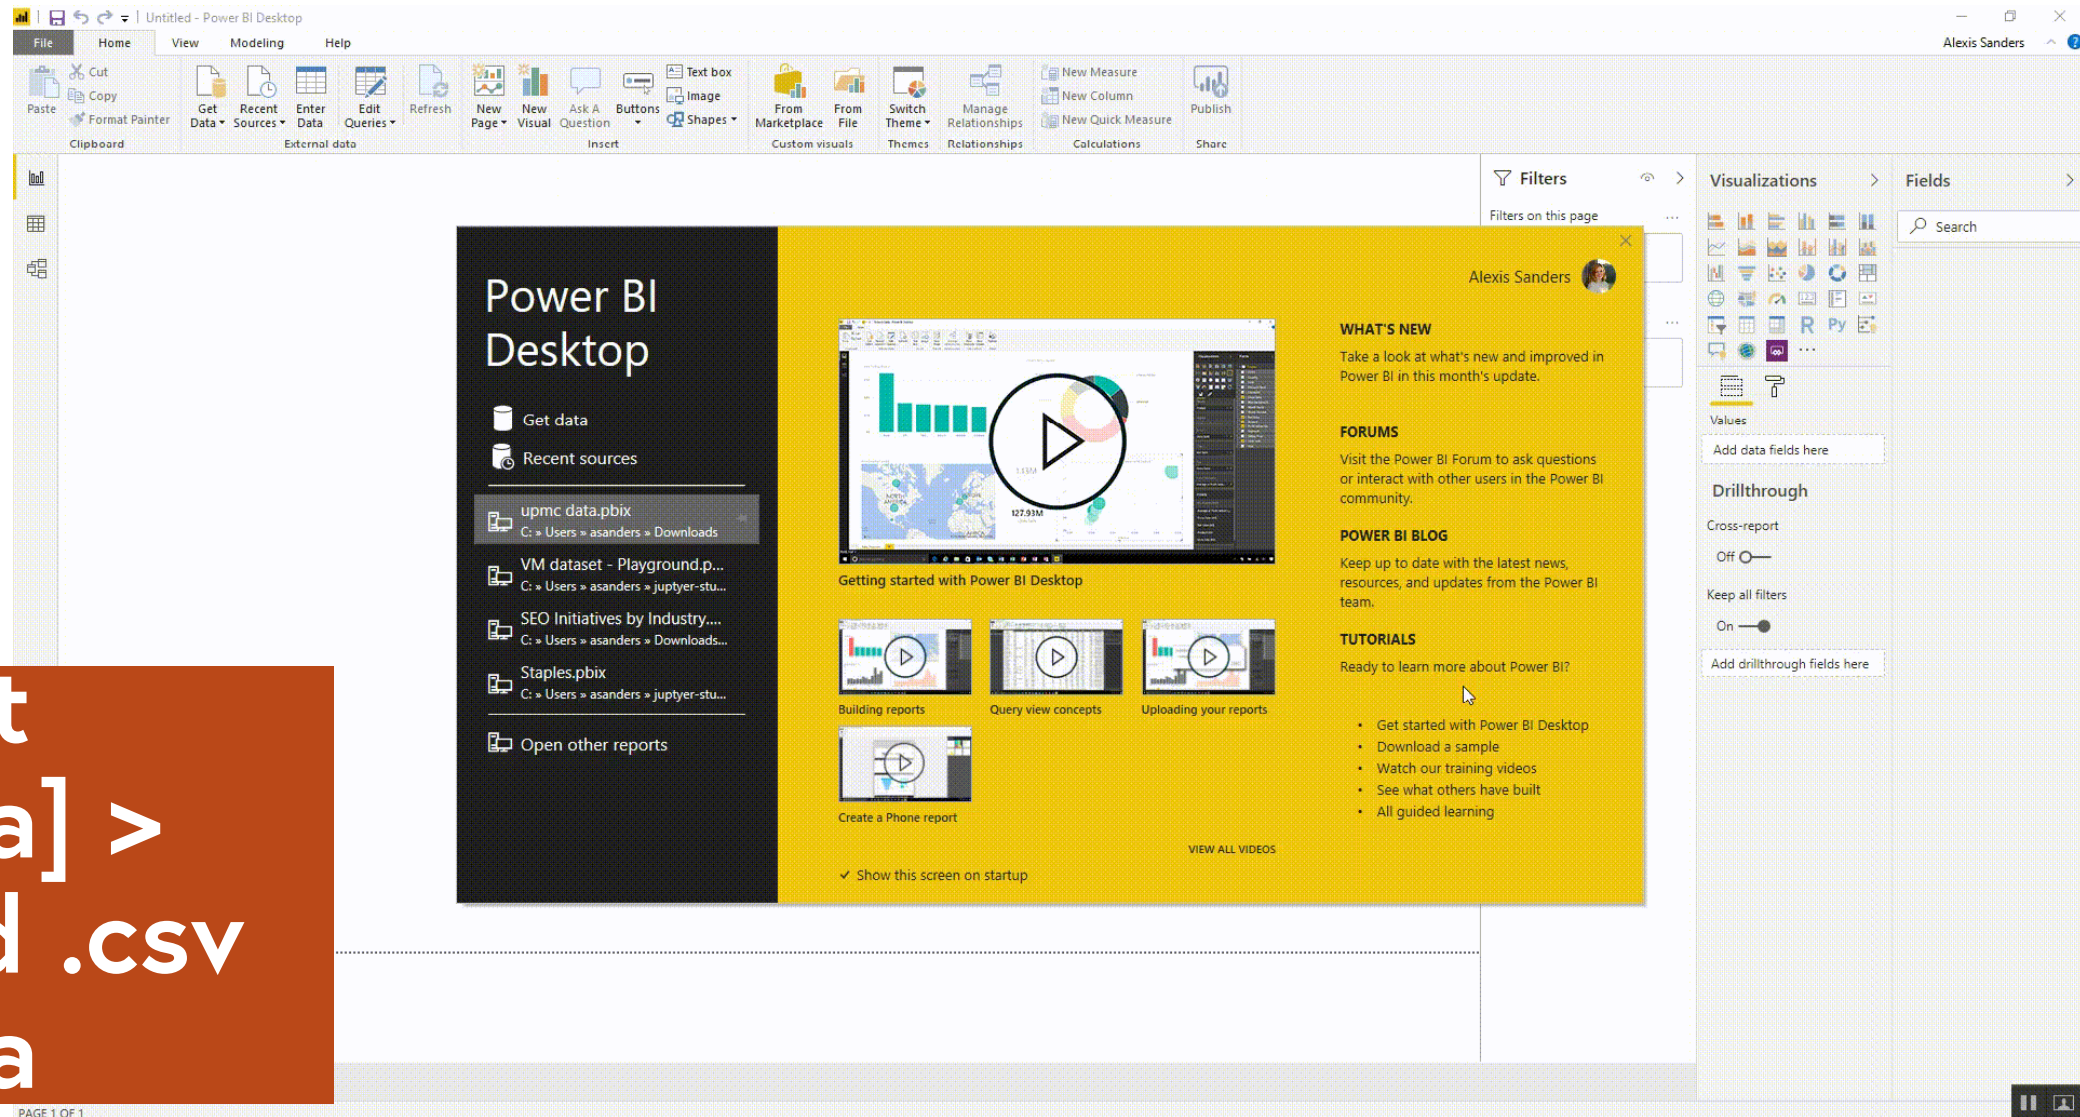 Untitled - Power BI Desktop
File Home View Modeling Help
Alexis Sanders
Paste
Cut
Copy
Format Painter
Clipboard
Get Data
Recent Sources
Enter Data
Edit Queries
Refresh
External data
New Page
New Visual
Ask A Question
Buttons
Text box
Image
Shapes
Insert
From Marketplace
From File
Custom visuals
Switch Theme
Themes
Manage Relationships
Relationships
New Measure
New Column
New Quick Measure
Calculations
Publish
Share
Filters
Filters on this page
Visualizations
R Py
Values
Add data fields here
Drillthrough
Cross-report
Off
Keep all filters
On
Add drillthrough fields here
Fields
Search
Power BI
Desktop
Get data
Recent sources
upmc data.pbix
C: » Users » asanders » Downloads
VM dataset - Playground.p...
C: » Users » asanders » juptyer-stu...
SEO Initiatives by Industry....
C: » Users » asanders » Downloads...
Staples.pbix
C: » Users » asanders » juptyer-stu...
Open other reports
127.93M
Getting started with Power BI Desktop
Building reports
Query view concepts
Uploading your reports
Create a Phone report
VIEW ALL VIDEOS
Show this screen on startup
Alexis Sanders
WHAT'S NEW
Take a look at what's new and improved in
Power BI in this month's update.
FORUMS
Visit the Power BI Forum to ask questions
or interact with other users in the Power BI
community.
POWER BI BLOG
Keep up to date with the latest news,
resources, and updates from the Power BI
team.
TUTORIALS
Ready to learn more about Power BI?
• Get started with Power BI Desktop
• Download a sample
• Watch our training videos
• See what others have built
• All guided learning
t
a] >
d .csv
a
PAGE 1 OF 1